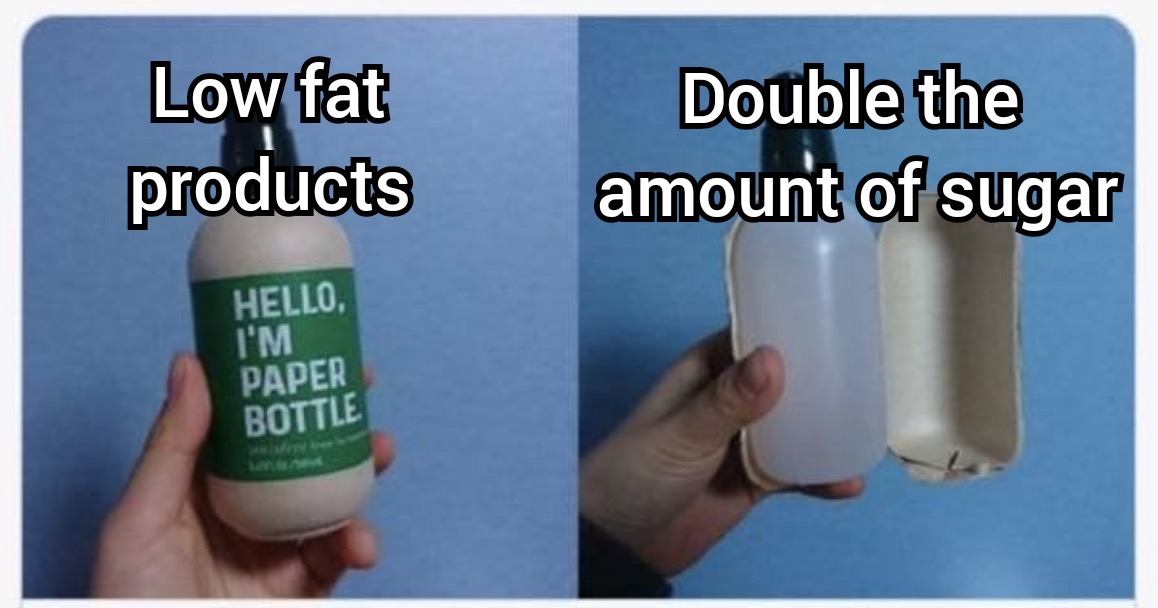 Low fat
products
HELLO,
I'M
PAPER
BOTTLE.
Double the
amount of sugar